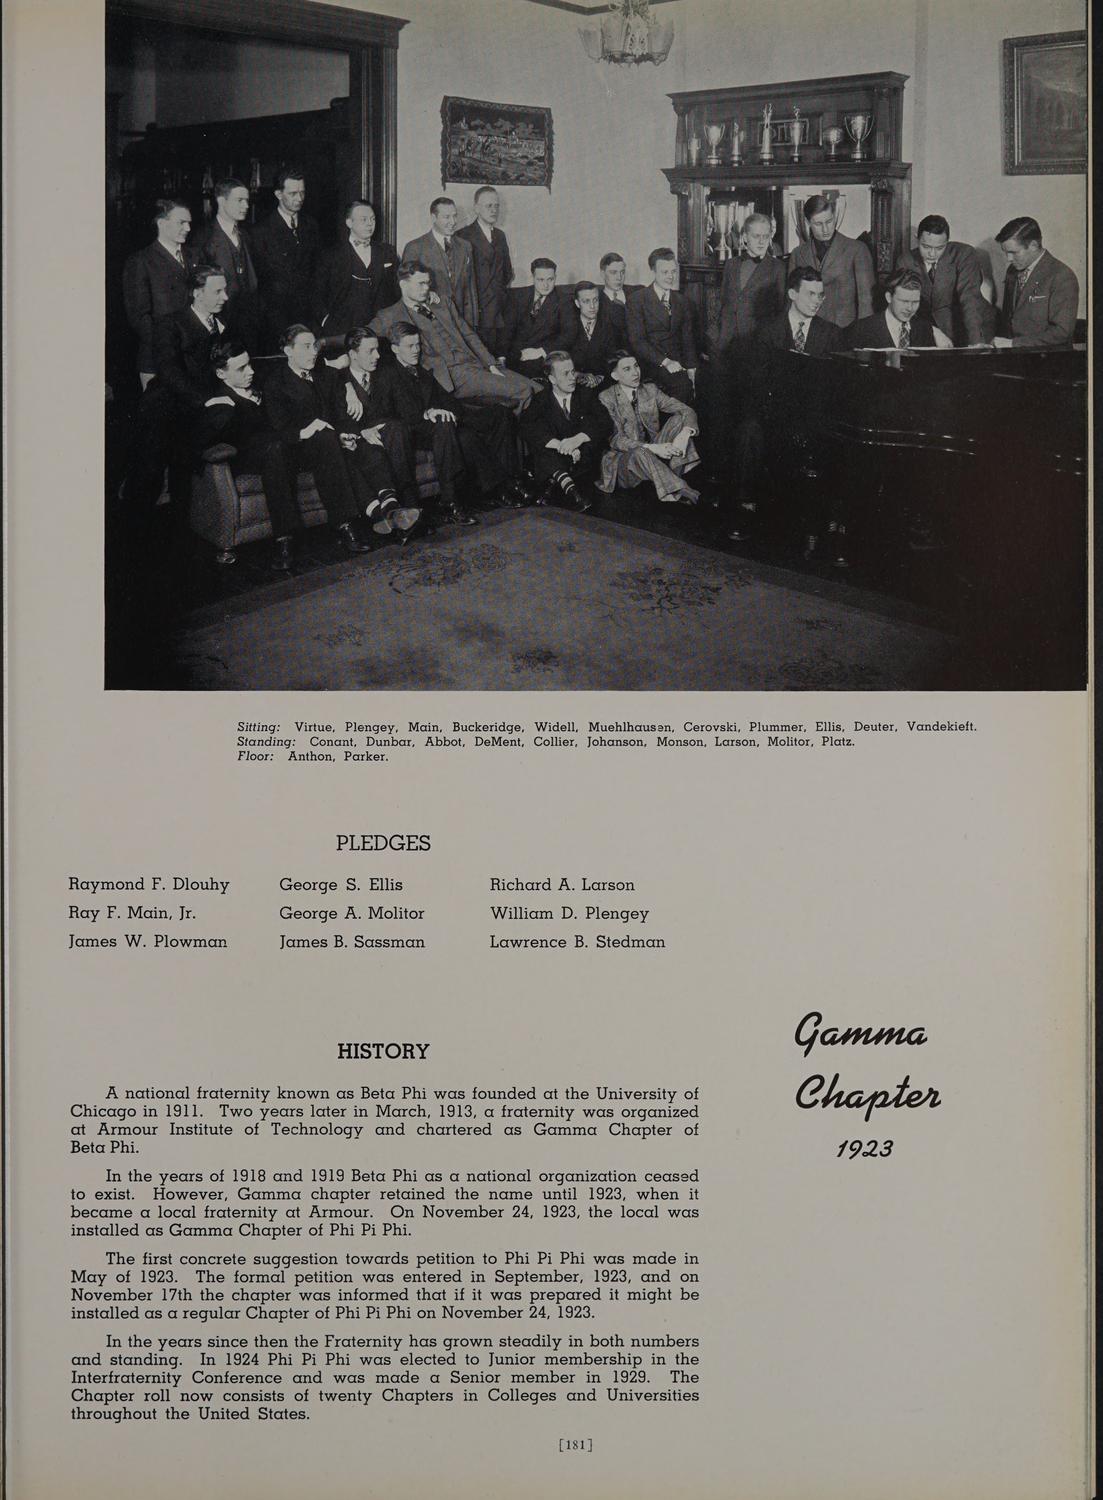 Sitting: Virtue, Plengey, Main, Buckeridge, Widell, Muehlhausen, Cerovski, Plummer, Ellis, Deuter, Vandekieft.
Standing: Conant, Dunbar, Abbot, DeMent, Collier, Johanson, Monson, Larson, Molitor, Platz.
Floor: Anthon, Parker.
PLEDGES
Raymond F. Dlouhy George S. Ellis Richard A. Larson
Ray F. Main, Jr. George A. Molitor William D. Plengey
James W. Plowman James B. Sassman Lawrence B. Stedman
Gamma
Chapter
1923
HISTORY
A national fraternity known as Beta Phi was founded at the University of
Chicago in 1911. Two years later in March, 1913, a fraternity was organized
at Armour Institute of Technology and chartered as Gamma Chapter of
Beta Phi.
In the years of 1918 and 1919 Beta Phi as a national organization ceased
to exist. However, Gamma chapter retained the name until 1923, when it
became a local fraternity at Armour. On November 24, 1923, the local was
installed as Gamma Chapter of Phi Pi Phi.
The first concrete suggestion towards petition to Phi Pi Phi was made in
May of 1923. The formal petition was entered in September, 1923, and on
November 17th the chapter was informed that if it was prepared it might be
installed as a regular Chapter of Phi Pi Phi on November 24, 1923.
In the years since then the Fraternity has grown steadily in both numbers
and standing. In 1924 Phi Pi Phi was elected to Junior membership in the
Interfraternity Conference and was made a Senior member in 1929. The
Chapter roll now consists of twenty Chapters in Colleges and Universities
throughout the United States.
[181]